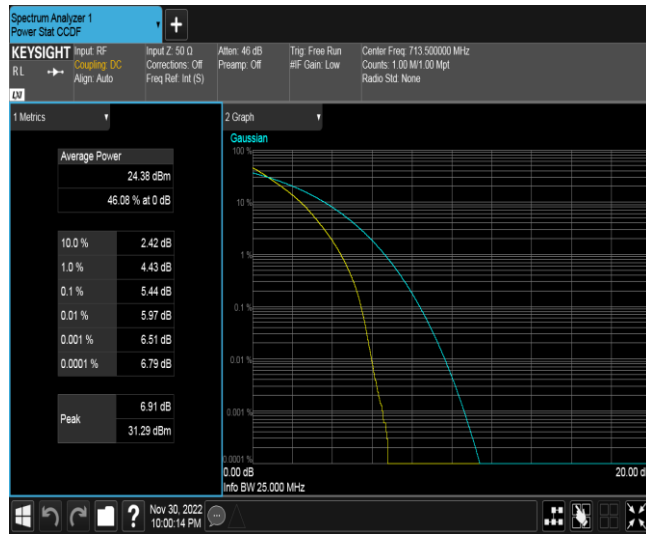 Spectrum Analyzer 1
Power Stat CCDF
+
KEYSIGHT
RL
LXI
Input: RF
Coupling: DC
Align: Auto
Input Z: 50 Ω
Corrections: Off
Freq Ref: Int (S)
Atten: 46 dB
Preamp: Off
Trig: Free Run
#IF Gain: Low
Center Freq: 713.500000 MHz
Counts: 1.00 M/1.00 Mpt
Radio Std: None
1 Metrics
Average Power
24.38 dBm
46.08 % at 0 dB
10.0 % 2.42 dB
1.0 % 4.43 dB
0.1 % 5.44 dB
0.01 % 5.97 dB
0.001 % 6.51 dB
0.0001 % 6.79 dB
Peak
6.91 dB
31.29 dBm
2 Graph
Gaussian
100 %
10 %
1 %
0.1 %
0.01 %
0.001 %
0.0001 %
0.00 dB
20.00 d
Info BW 25.000 MHz
?
Nov 30, 2022
10:00:14 PM